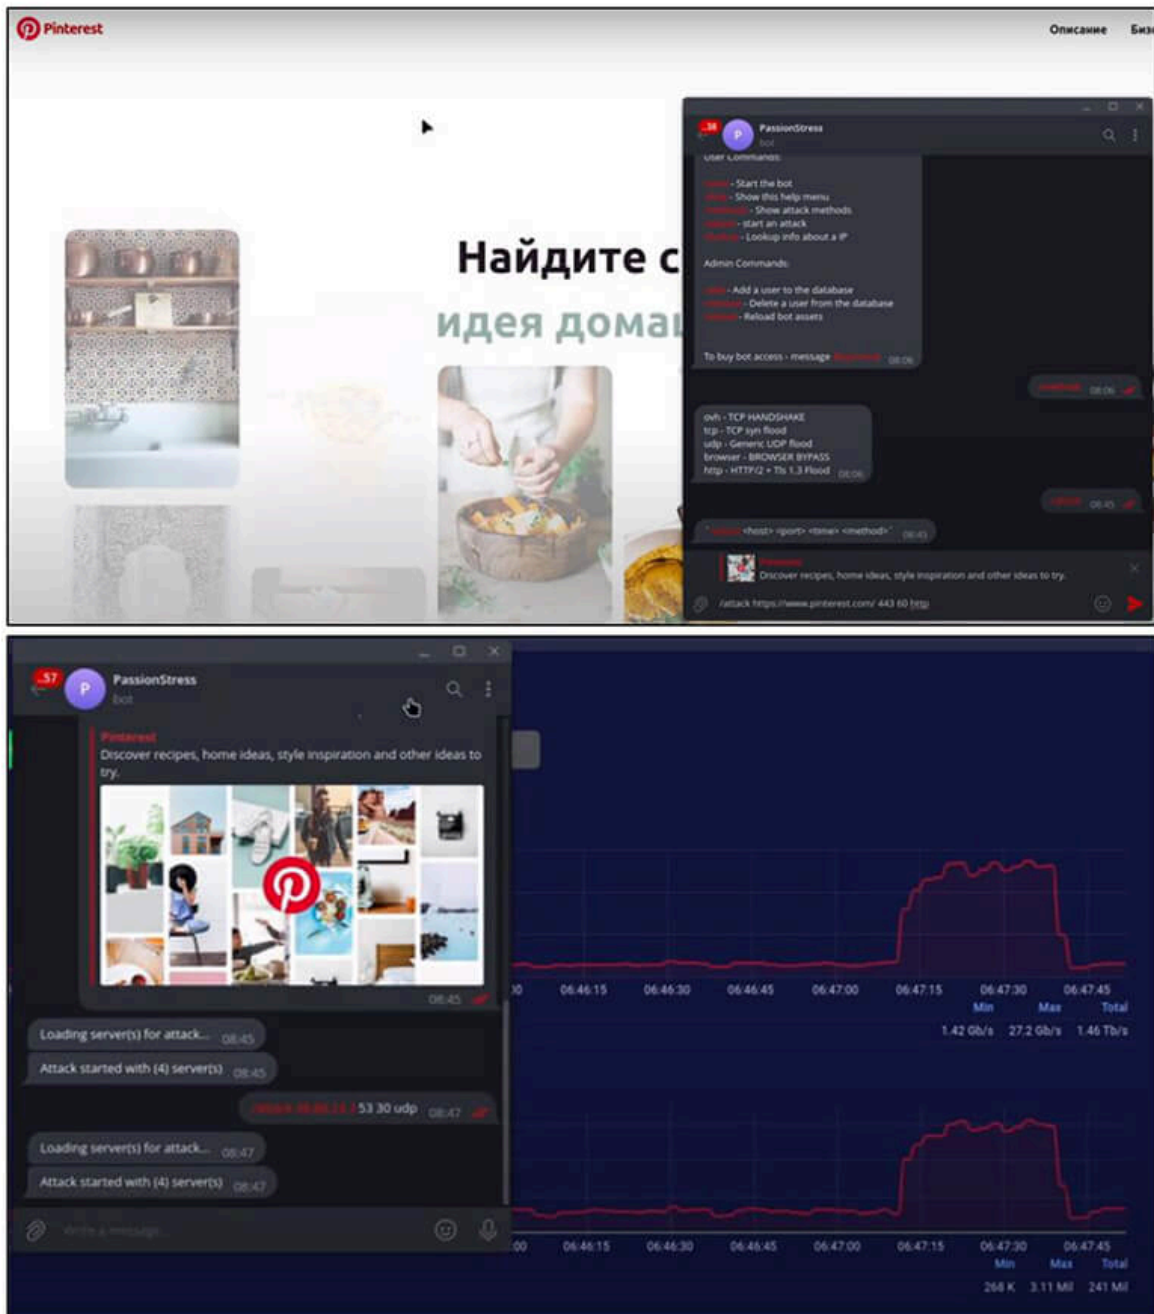 Pinterest
Описание Биз
Найдите с
идея домаш
..38
P
PassionStress
bot
User Commands:
- Start the bot
- Show this help menu
- Show attack methods
- start an attack
- Lookup info about a IP
Admin Commands:
- Add a user to the database
- Delete a user from the database
- Reload bot assets
To buy bot access - message
08:06
08:06
ovh - TCP HANDSHAKE
tcp - TCP syn flood
udp - Generic UDP flood
browser - BROWSER BYPASS
http - HTTP/2 + Tls 1.3 Flood
08:06
08:45
<host> <port> <time> <method>`
Discover recipes, home ideas, style inspiration and other ideas to try.
/attack https://www.pinterest.com/ 443 60 http
..57
P
PassionStress
bot
Pinterest
Discover recipes, home ideas, style inspiration and other ideas to
try.
08:45
Loading server(s) for attack... 08:45
Attack started with (4) server(s) 08:45
53 30 udp 08:47
Loading server(s) for attack... 08:47
Attack started with (4) server(s) 08:47
Write a message...
06:46:15 06:46:30 06:46:45 06:47:00 06:47:15 06:47:30 06:47:45
Min Max Total
1.42 Gb/s 27.2 Gb/s 1.46 Tb/s
:00 06:46:15 06:46:30 06:46:45 06:47:00 06:47:15 06:47:30 06:47:45
Min Max Total
268 K 3.11 Mil 241 Mil